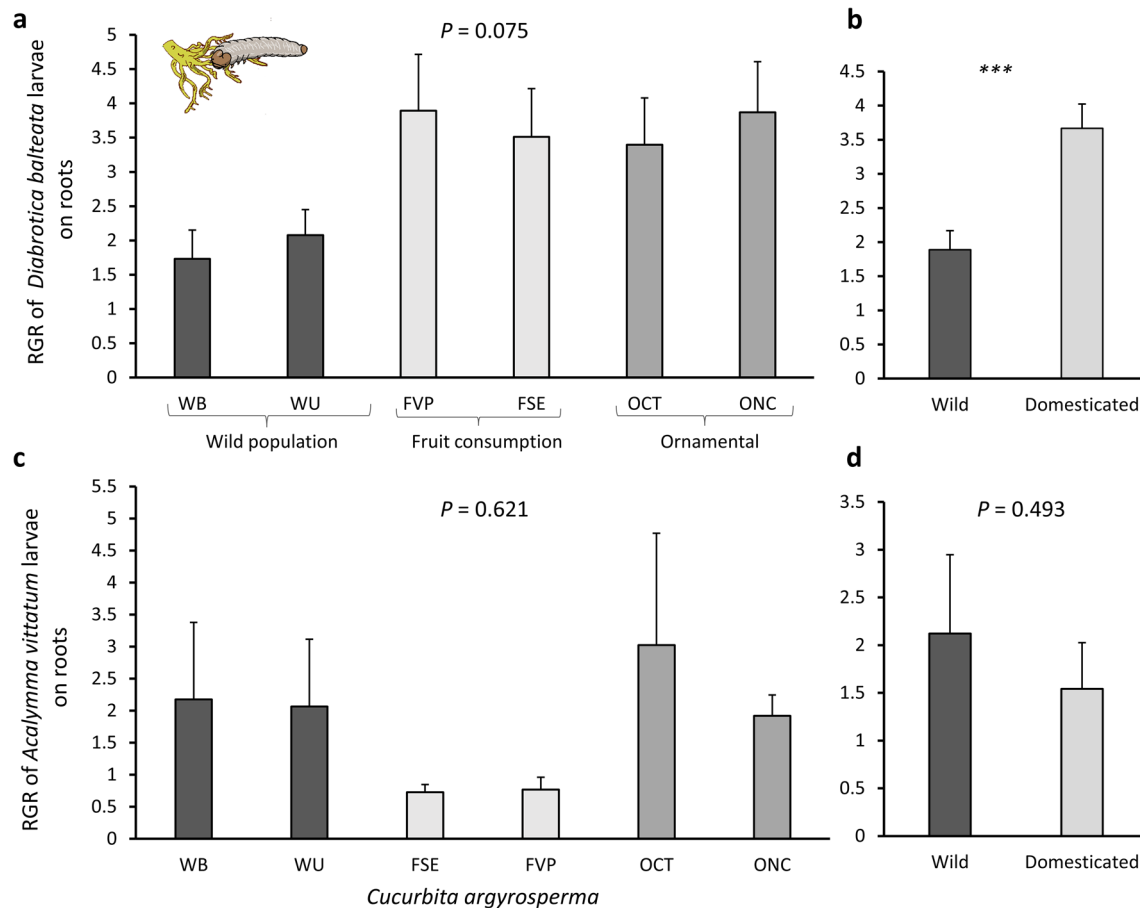 a
P = 0.075
RGR of Diabrotica balteata larvae
on roots
5
4.5
4
3.5
3
2.5
2
1.5
1
0.5
0
WB WU FVP FSE OCT ONC
Wild population Fruit consumption Ornamental
b
***
4.5
4
3.5
3
2.5
2
1.5
1
0.5
0
Wild Domesticated
c
P = 0.621
RGR of Acalymma vittatum larvae
on roots
5.5
5
4.5
4
3.5
3
2.5
2
1.5
1
0.5
0
WB WU FSE FVP OCT ONC
Cucurbita argyrosperma
d
P = 0.493
3.5
3
2.5
2
1.5
1
0.5
0
Wild Domesticated